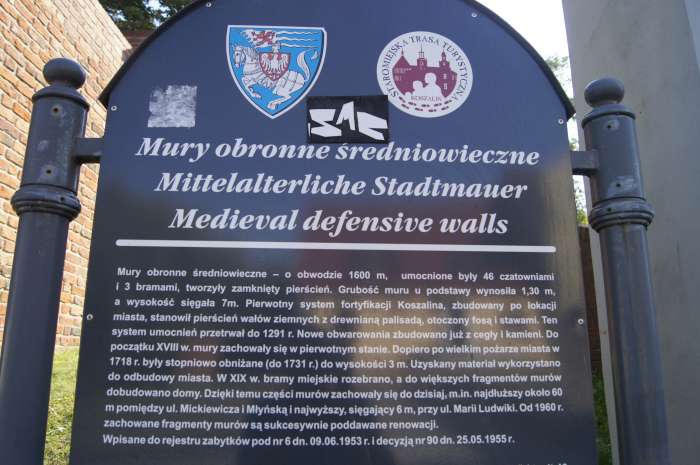 STAROMIEJSKA TRASA TURYSTYCZNA
KOSZALIN
Mury obronne średniowieczne
Mittelalterliche Stadtmauer
Medieval defensive walls
Mury obronne średniowieczne – o obwodzie 1600 m, umocnione były 46 czatowniami
i 3 bramami, tworzyły zamknięty pierścień. Grubość muru u podstawy wynosiła 1,30 m,
a wysokość sięgała 7m. Pierwotny system fortyfikacji Koszalina, zbudowany po lokacji
miasta, stanowił pierścień wałów ziemnych z drewnianą palisadą, otoczony fosą i stawami. Ten
system umocnień przetrwał do 1291 r. Nowe obwarowania zbudowano już z cegły i kamieni. Do
początku XVIII w. mury zachowały się w pierwotnym stanie. Dopiero po wielkim pożarze miasta w
1718 r. były stopniowo obniżane (do 1731 r.) do wysokości 3 m. Uzyskany materiał wykorzystano
do odbudowy miasta. W XIX w. bramy miejskie rozebrano, a do większych fragmentów murów
dobudowano domy. Dzięki temu części murów zachowały się do dzisiaj, m.in. najdłuższy około 60
m pomiędzy ul. Mickiewicza i Młyńską i najwyższy, sięgający 6 m, przy ul. Marii Ludwiki. Od 1960 r.
zachowane fragmenty murów są sukcesywnie poddawane renowacji.
Wpisane do rejestru zabytków pod nr 6 dn. 09.06.1953 r. i decyzją nr 90 dn. 25.05.1955 r.